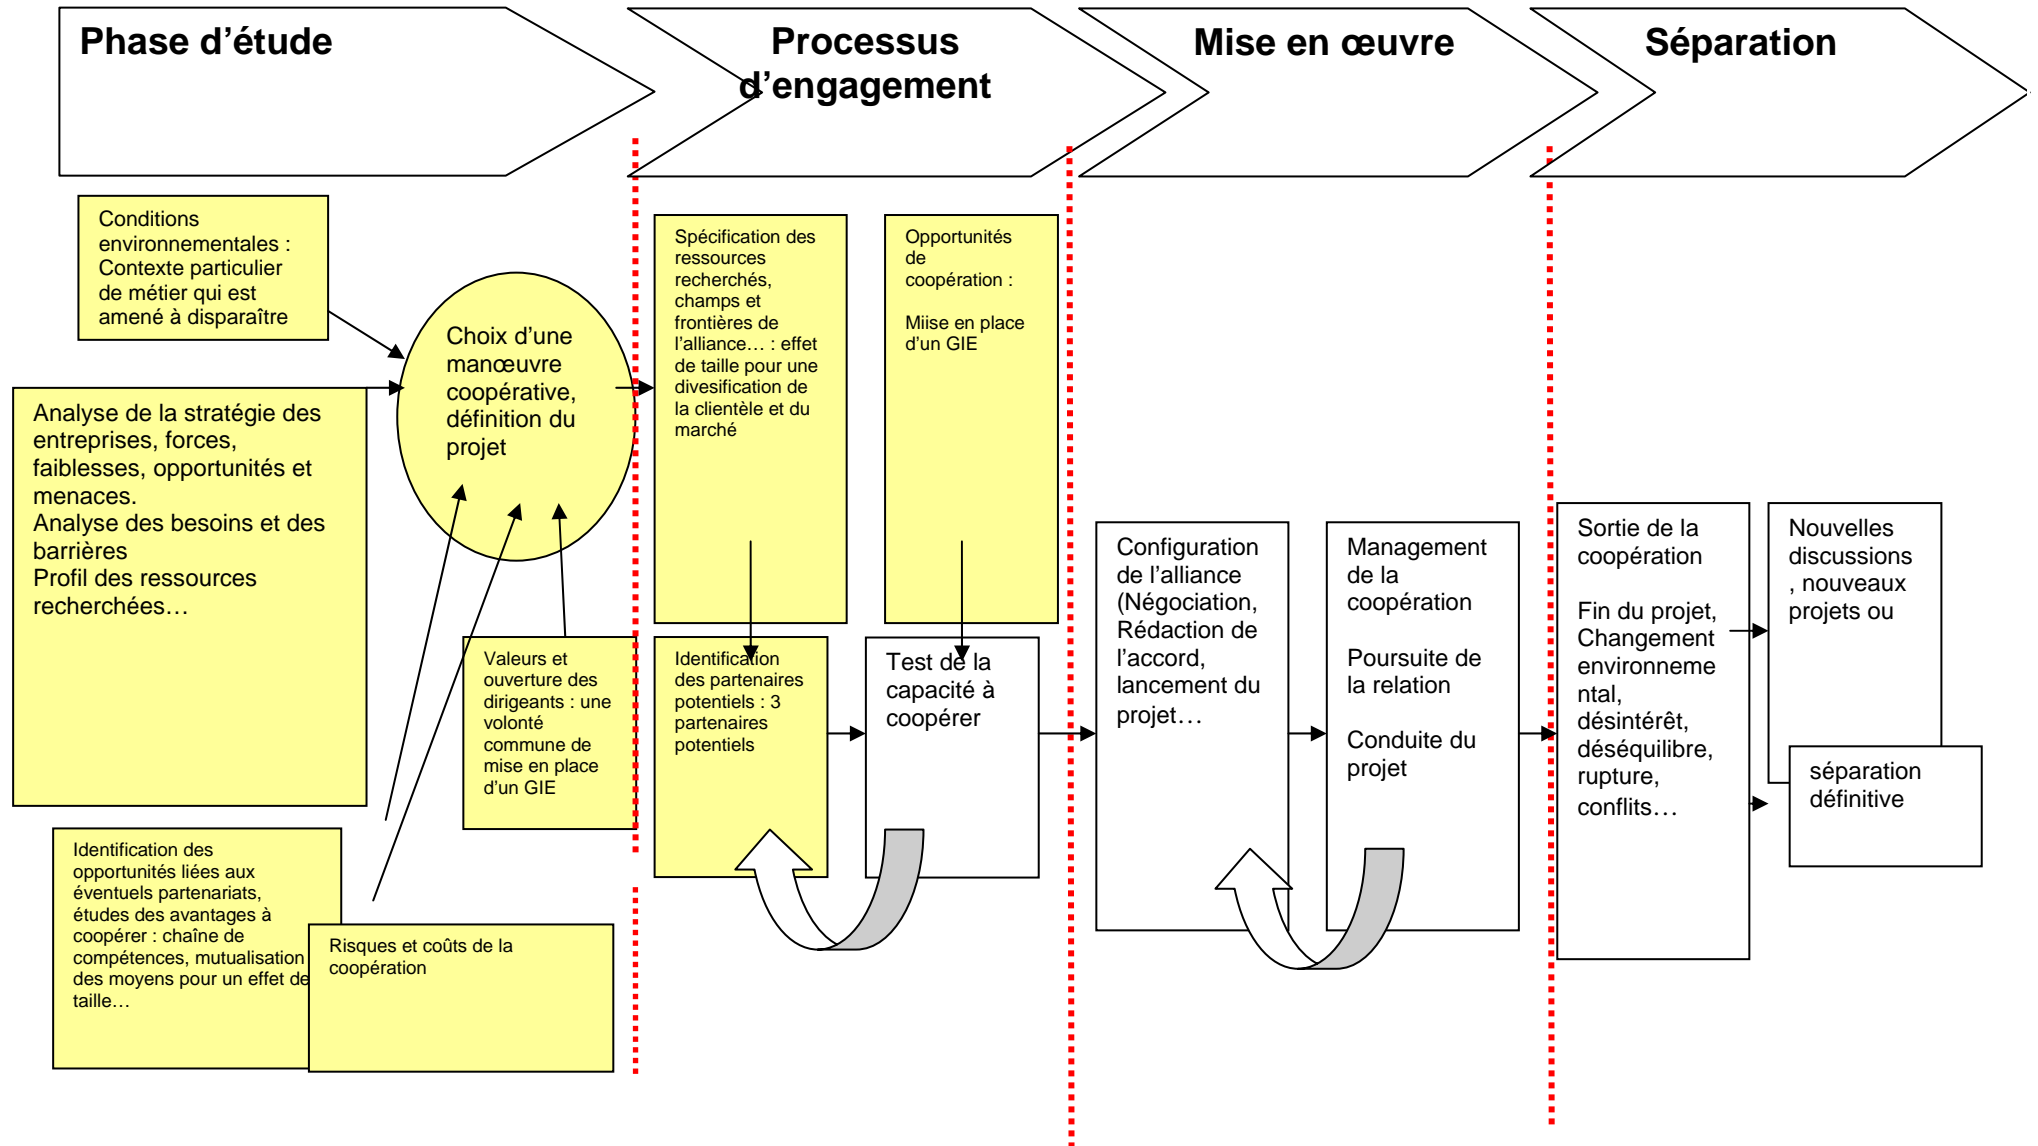 Phase d’étude
Processus
d’engagement
Mise en œuvre
Séparation
Conditions
environnementales :
Contexte particulier
de métier qui est
amené à disparaître
Analyse de la stratégie des
entreprises, forces,
faiblesses, opportunités et
menaces.
Analyse des besoins et des
barrières
Profil des ressources
recherchées…
Identification des
opportunités liées aux
éventuels partenariats,
études des avantages à
coopérer : chaîne de
compétences, mutualisation
des moyens pour un effet de
taille…
Risques et coûts de la
coopération
Choix d’une
manœuvre
coopérative,
définition du
projet
Valeurs et
ouverture des
dirigeants : une
volonté
commune de
mise en place
d’un GIE
Spécification des
ressources
recherchés,
champs et
frontières de
l’alliance… : effet
de taille pour une
divesification de
la clientèle et du
marché
Opportunités
de
coopération :
Miise en place
d’un GIE
Identification
des partenaires
potentiels : 3
partenaires
potentiels
Test de la
capacité à
coopérer
Configuration
de l’alliance
(Négociation,
Rédaction de
l’accord,
lancement du
projet…
Management
de la
coopération
Poursuite de
la relation
Conduite du
projet
Sortie de la
coopération
Fin du projet,
Changement
environneme
ntal,
désintérêt,
déséquilibre,
rupture,
conflits…
Nouvelles
discussions
, nouveaux
projets ou
séparation
définitive